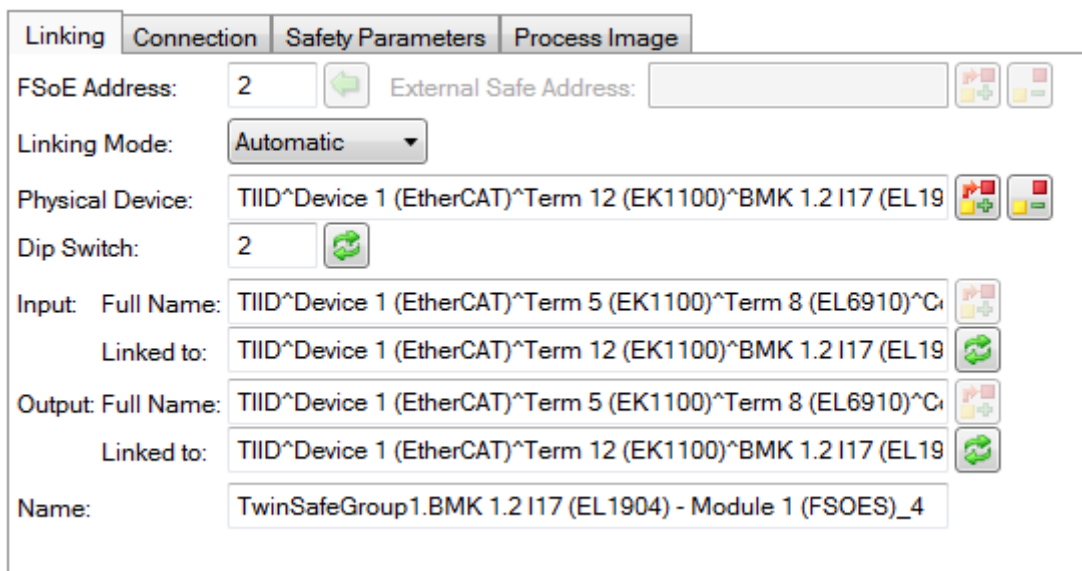 Linking Connection Safety Parameters Process Image
FSoE Address: 2 External Safe Address:
Linking Mode: Automatic
Physical Device: TIID^Device 1 (EtherCAT)^Term 12 (EK1100)^BMK 1.2 I17 (EL19
Dip Switch: 2
Input: Full Name: TIID^Device 1 (EtherCAT)^Term 5 (EK1100)^Term 8 (EL6910)^C
Linked to: TIID^Device 1 (EtherCAT)^Term 12 (EK1100)^BMK 1.2 I17 (EL19
Output: Full Name: TIID^Device 1 (EtherCAT)^Term 5 (EK1100)^Term 8 (EL6910)^C
Linked to: TIID^Device 1 (EtherCAT)^Term 12 (EK1100)^BMK 1.2 I17 (EL19
Name: TwinSafeGroup1.BMK 1.2 I17 (EL1904) - Module 1 (FSOES)_4